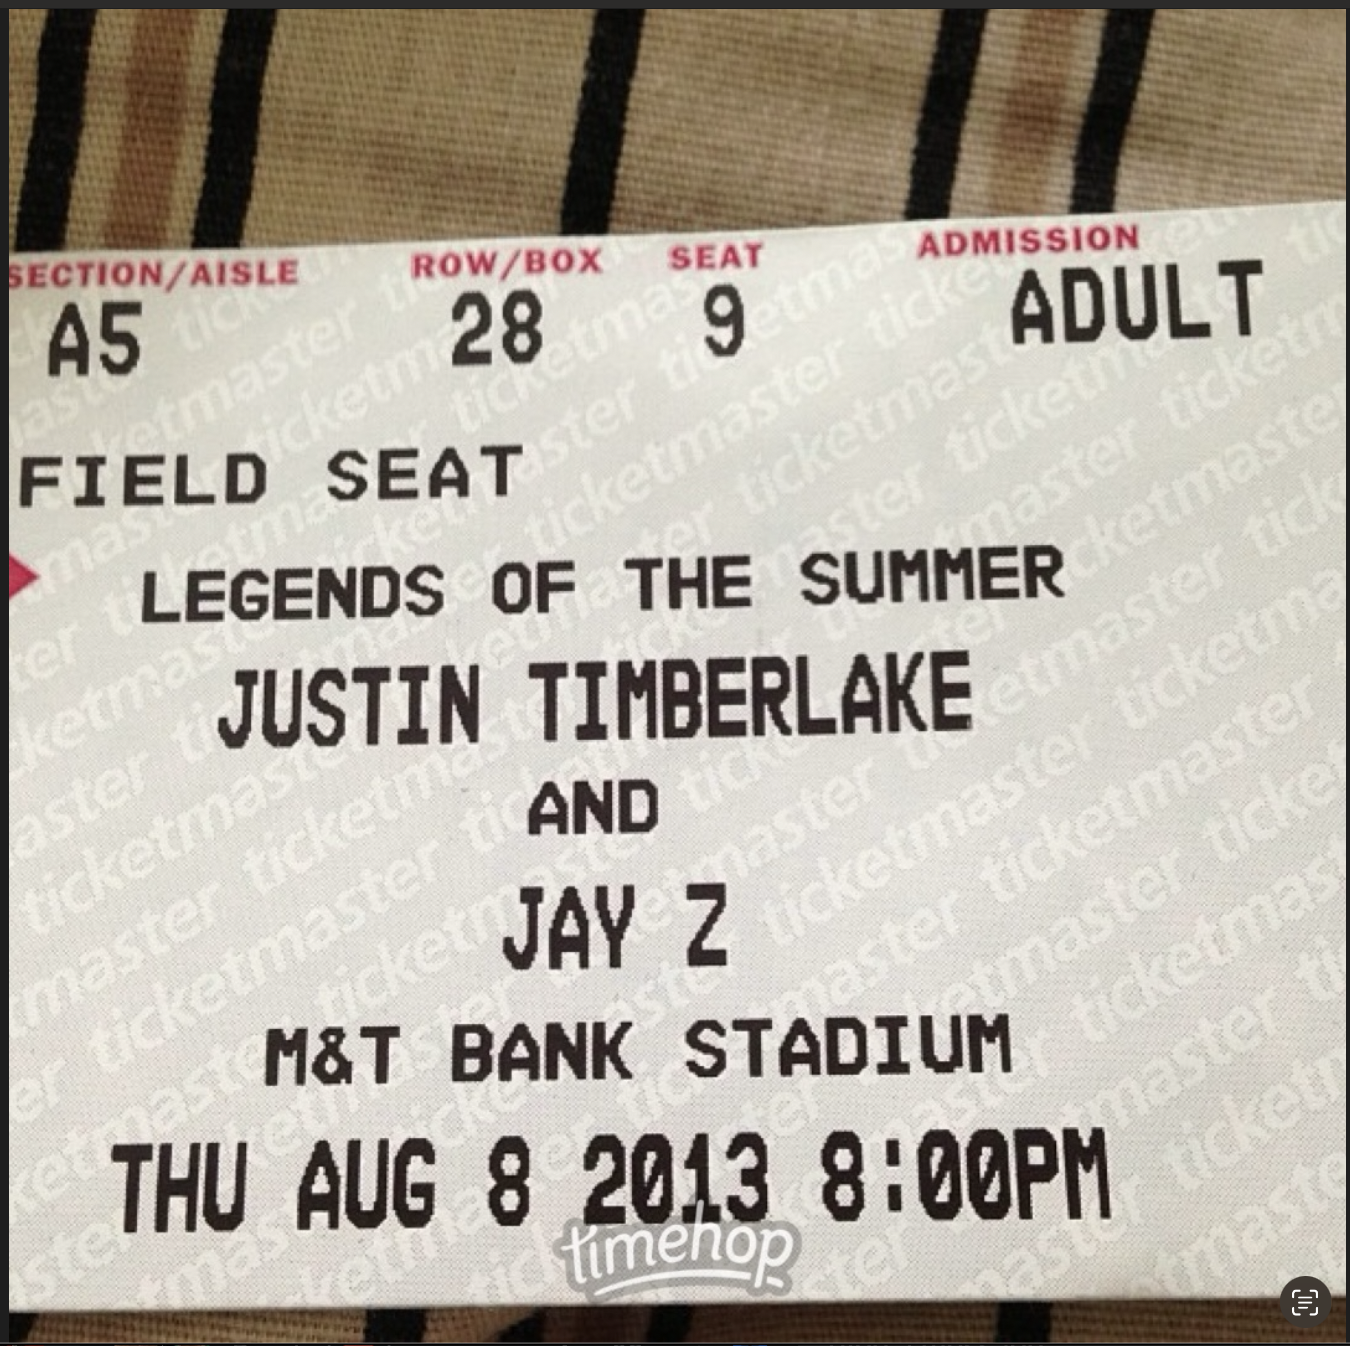 SECTION/AISLE ROW/BOX SEAT ADMISSION
A5 28 9 ADULT
FIELD SEAT
LEGENDS OF THE SUMMER
JUSTIN TIMBERLAKE
AND
JAY Z
M&T BANK STADIUM
THU AUG 8 2013 8:00PM
timehop